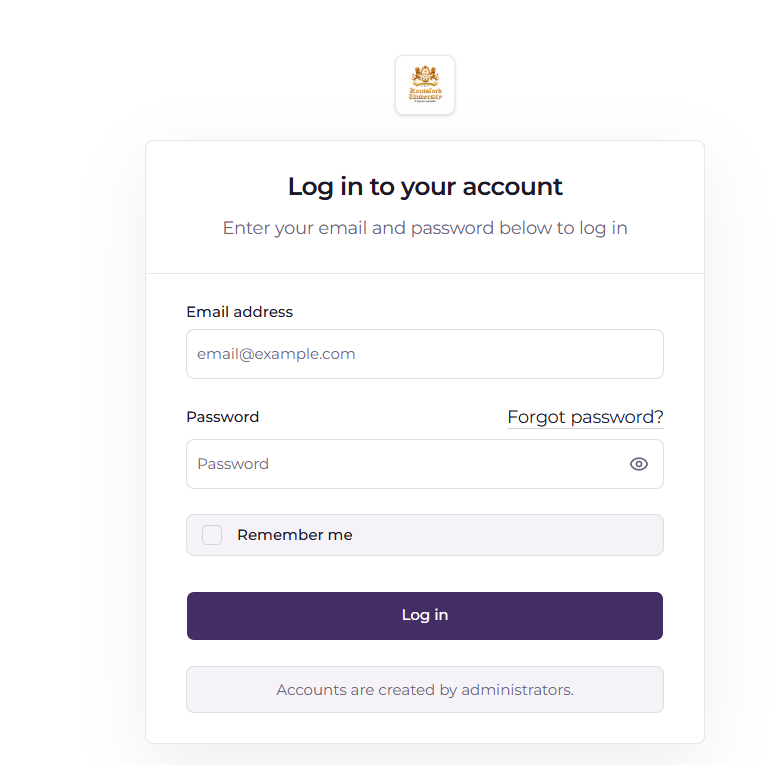 Knutsford
University
Log in to your account
Enter your email and password below to log in
Email address
email@example.com
Password
Forgot password?
Password
Remember me
Log in
Accounts are created by administrators.